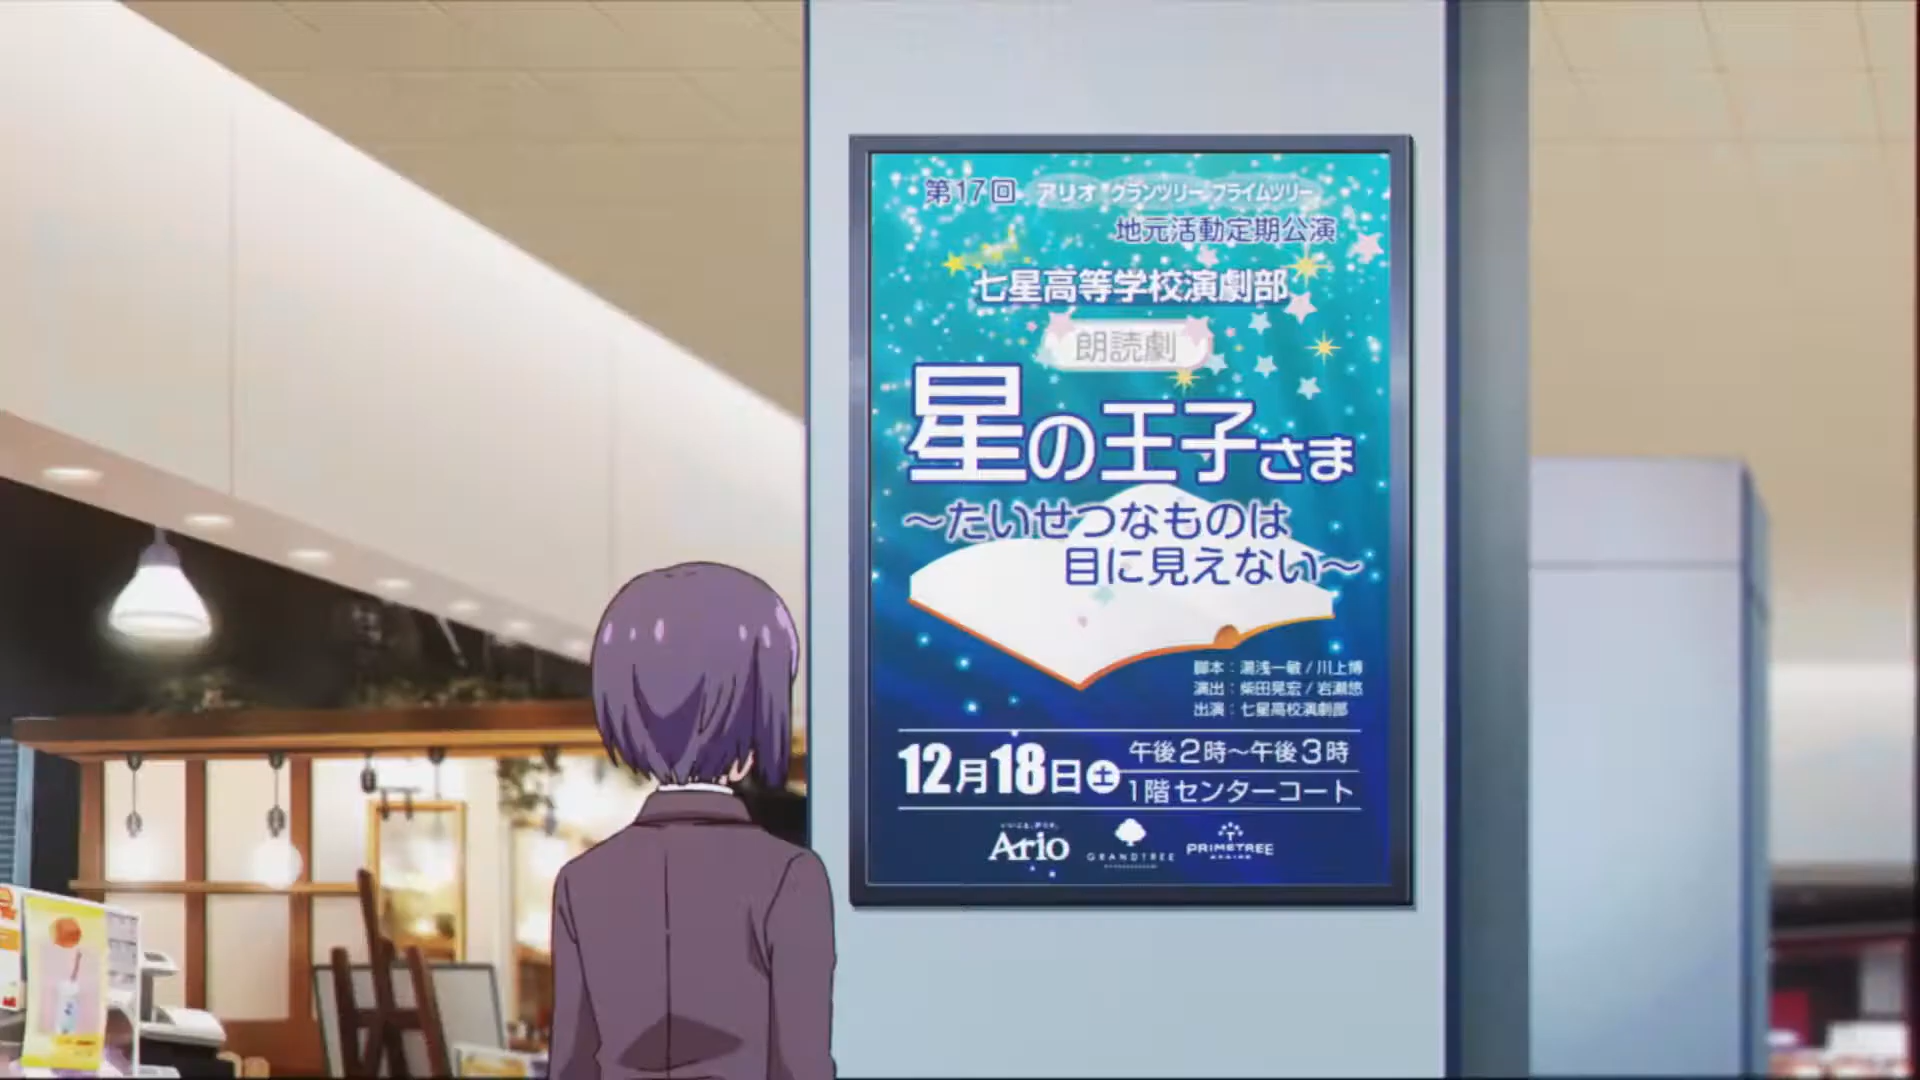 第17回 アリオ グランツリー プライムツリー
地元活動定期公演
七星高等学校演劇部
朗読劇
星の王子さま
～たいせつなものは
目に見えない～
脚本：湯浅一敏/川上博
演出：柴田晃宏/岩瀬悠
出演：七星高校演劇部
12月18日土
午後2時～午後3時
1階センターコート
Ario
GRANDTREE
PRIMETREE